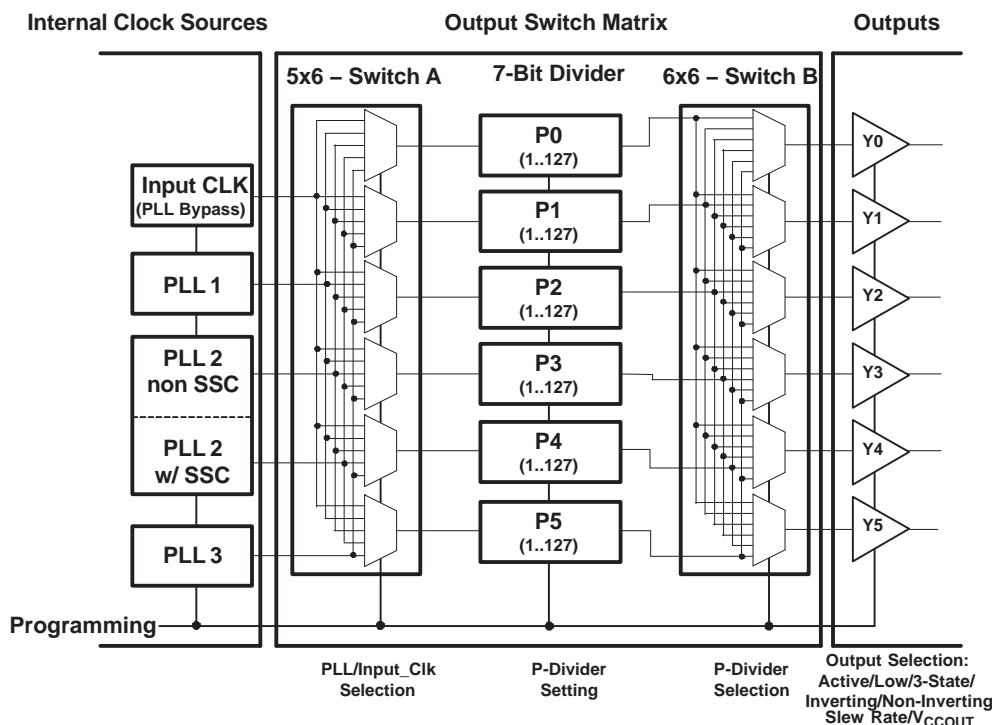 Internal Clock Sources
Output Switch Matrix
Outputs
5x6 – Switch A
7-Bit Divider
6x6 – Switch B
Input CLK
(PLL Bypass)
PLL 1
PLL 2
non SSC
PLL 2
w/ SSC
PLL 3
P0
(1..127)
P1
(1..127)
P2
(1..127)
P3
(1..127)
P4
(1..127)
P5
(1..127)
Y0
Y1
Y2
Y3
Y4
Y5
Programming
PLL/Input_Clk
Selection
P-Divider
Setting
P-Divider
Selection
Output Selection:
Active/Low/3-State/
Inverting/Non-Inverting
Slew Rate/VCCOUT